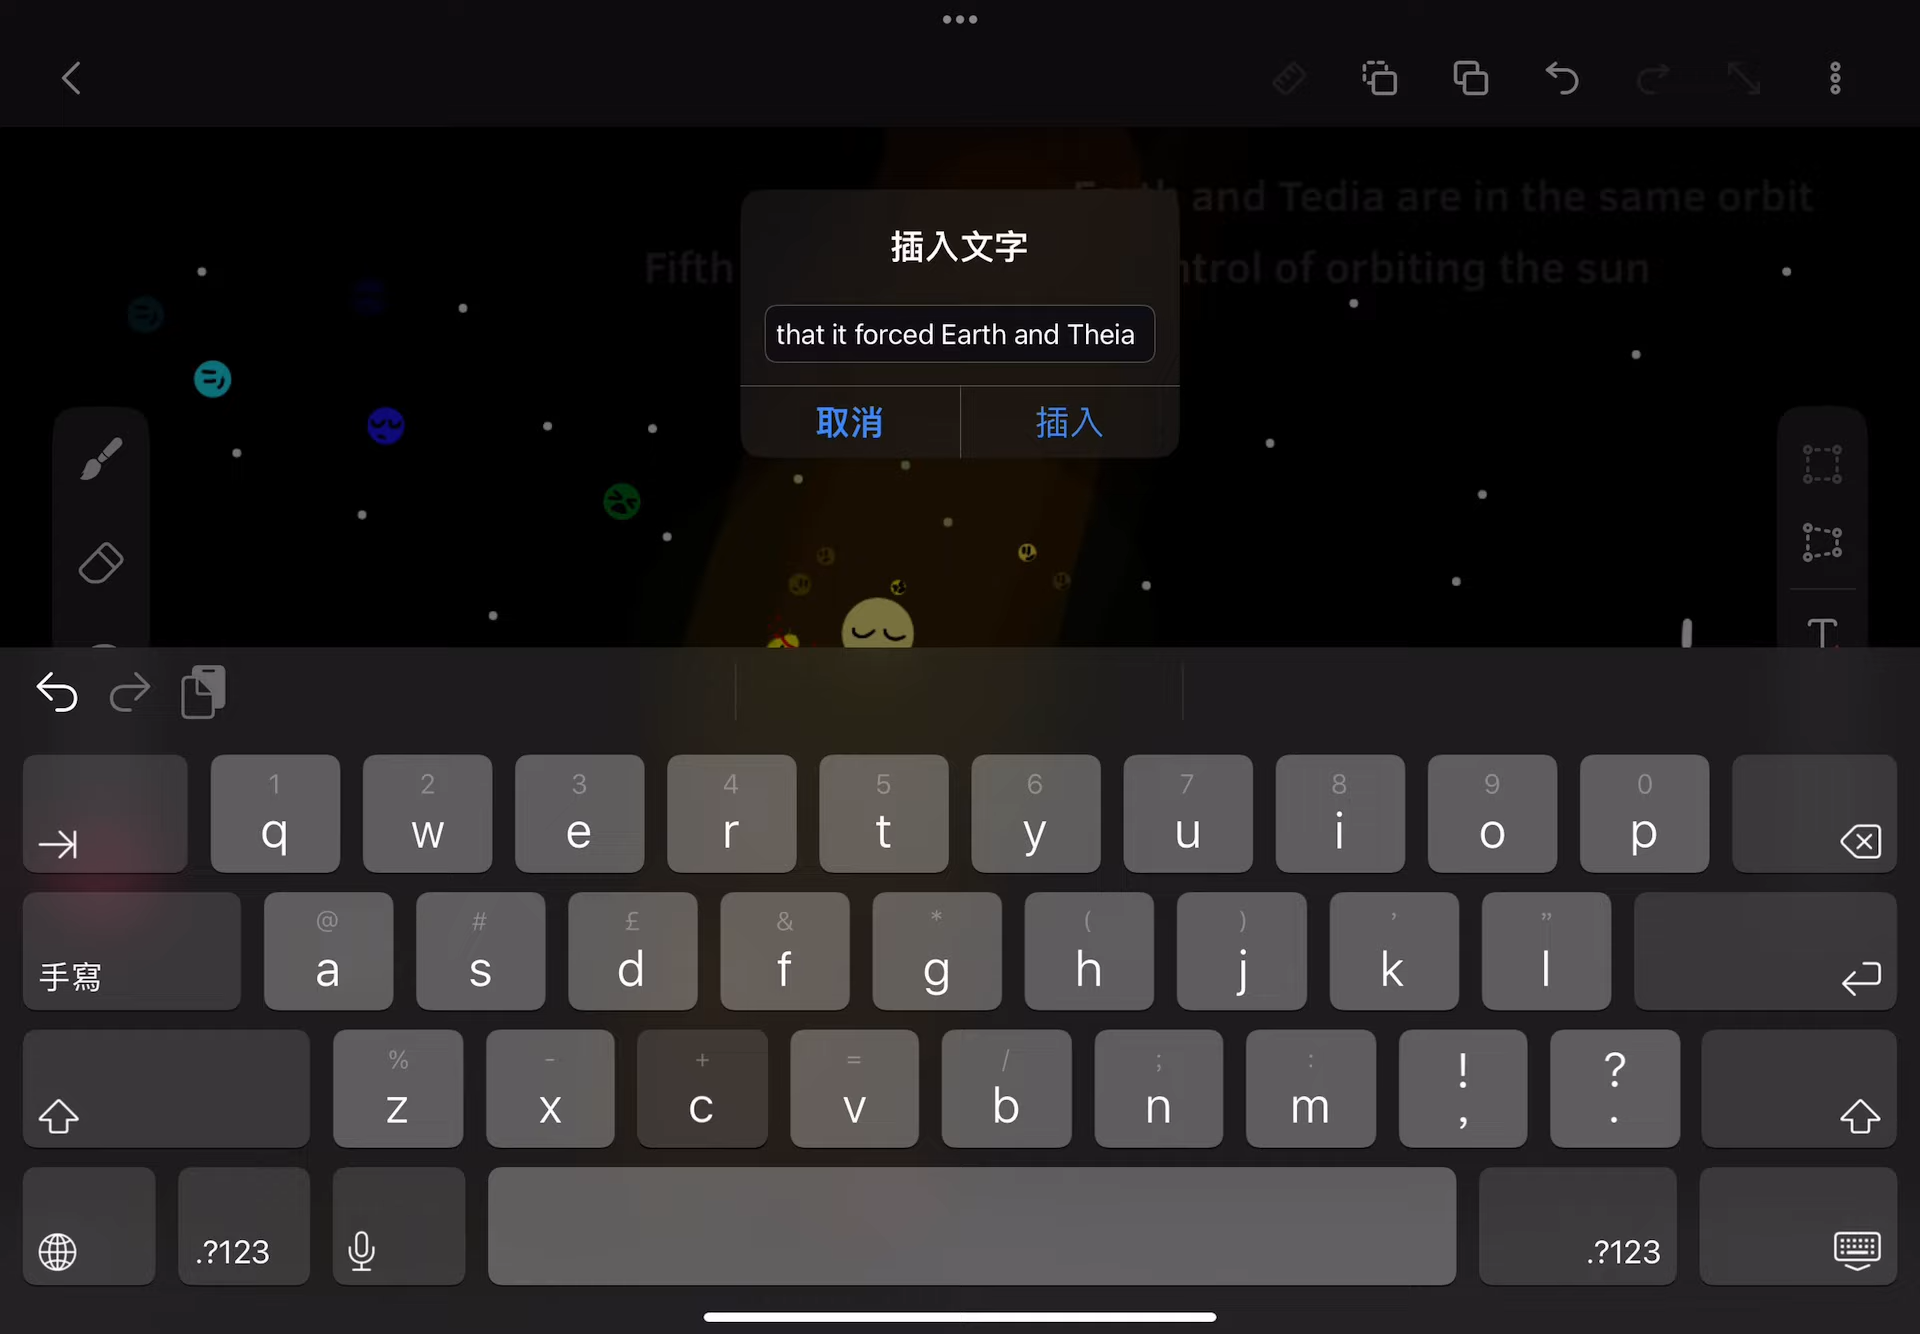 and Tedia are in the same orbit
插入文字
Fifth
ntrol of orbiting the sun
that it forced Earth and Theia
取消
插入
1 2 3 4 5 6 7 8 9 0
q w e r t y u i o p
@ # £ & * ( ) ’ ”
手寫 a s d f g h j k l
% - + = / ; : ! ?
z x c v b n m , .
.?123 .?123